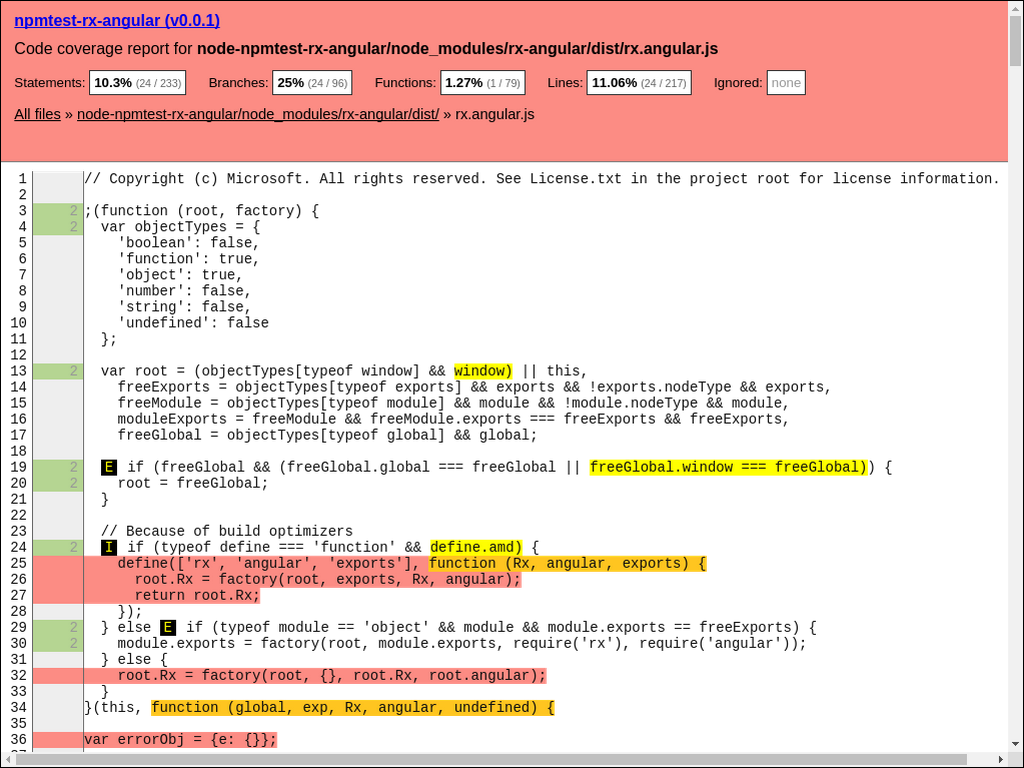 npmtest-rx-angular (v0.0.1)
Code coverage report for node-npmtest-rx-angular/node_modules/rx-angular/dist/rx.angular.js
Statements: 10.3% (24 / 233) Branches: 25% (24 / 96) Functions: 1.27% (1 / 79) Lines: 11.06% (24 / 217) Ignored: none
All files » node-npmtest-rx-angular/node_modules/rx-angular/dist/ » rx.angular.js
1 // Copyright (c) Microsoft. All rights reserved. See License.txt in the project root for license information.
2
3 2 ;(function (root, factory) {
4 2 var objectTypes = {
5 'boolean': false,
6 'function': true,
7 'object': true,
8 'number': false,
9 'string': false,
10 'undefined': false
11 };
12
13 2 var root = (objectTypes[typeof window] && window) || this,
14 freeExports = objectTypes[typeof exports] && exports && !exports.nodeType && exports,
15 freeModule = objectTypes[typeof module] && module && !module.nodeType && module,
16 moduleExports = freeModule && freeModule.exports === freeExports && freeExports,
17 freeGlobal = objectTypes[typeof global] && global;
18
19 2 E if (freeGlobal && (freeGlobal.global === freeGlobal || freeGlobal.window === freeGlobal)) {
20 2 root = freeGlobal;
21 }
22
23 // Because of build optimizers
24 2 I if (typeof define === 'function' && define.amd) {
25 define(['rx', 'angular', 'exports'], function (Rx, angular, exports) {
26 root.Rx = factory(root, exports, Rx, angular);
27 return root.Rx;
28 });
29 2 } else E if (typeof module == 'object' && module && module.exports == freeExports) {
30 2 module.exports = factory(root, module.exports, require('rx'), require('angular'));
31 } else {
32 root.Rx = factory(root, {}, root.Rx, root.angular);
33 }
34 }(this, function (global, exp, Rx, angular, undefined) {
35
36 var errorObj = {e: {}};